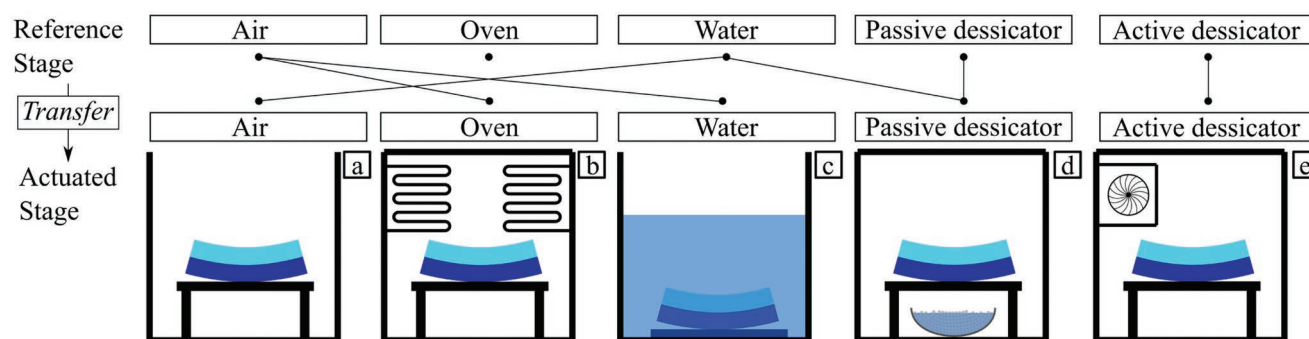 Reference
Stage
Transfer
Actuated
Stage
Air
Oven
Water
Passive dessicator
Active dessicator
Air
Oven
Water
Passive dessicator
Active dessicator
a
b
c
d
e